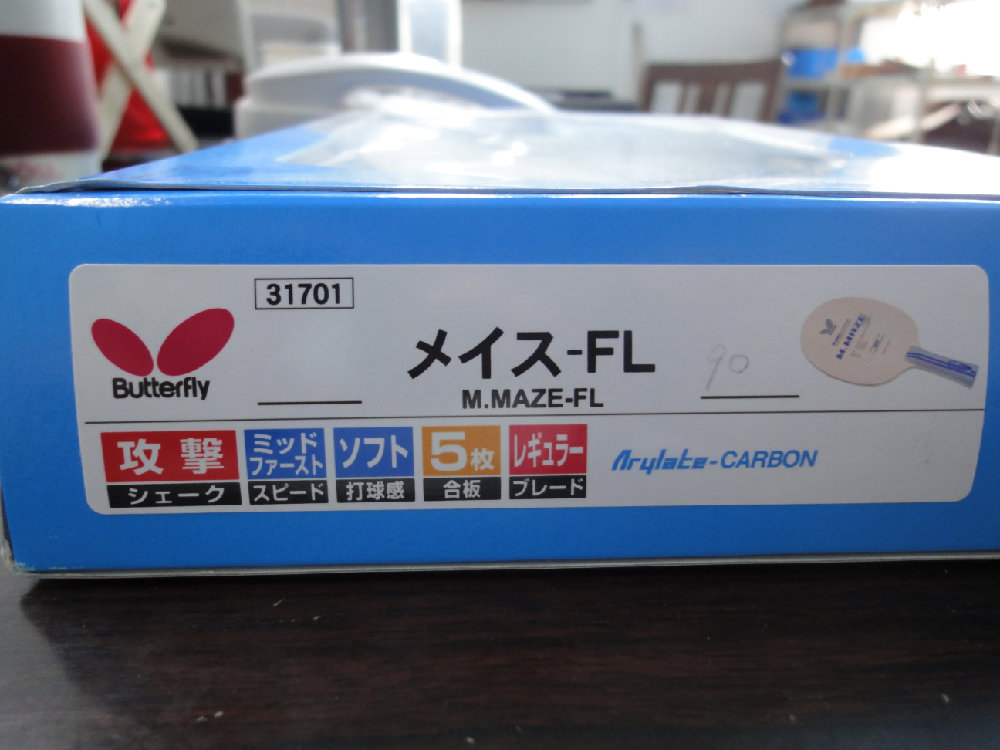 31701
Butterfly
メイス-FL
M.MAZE-FL
90
M.MAZE
攻撃
シェーク
ミッド
ファースト
スピード
ソフト
打球感
5枚
合板
レギュラー
ブレード
Arylate-CARBON